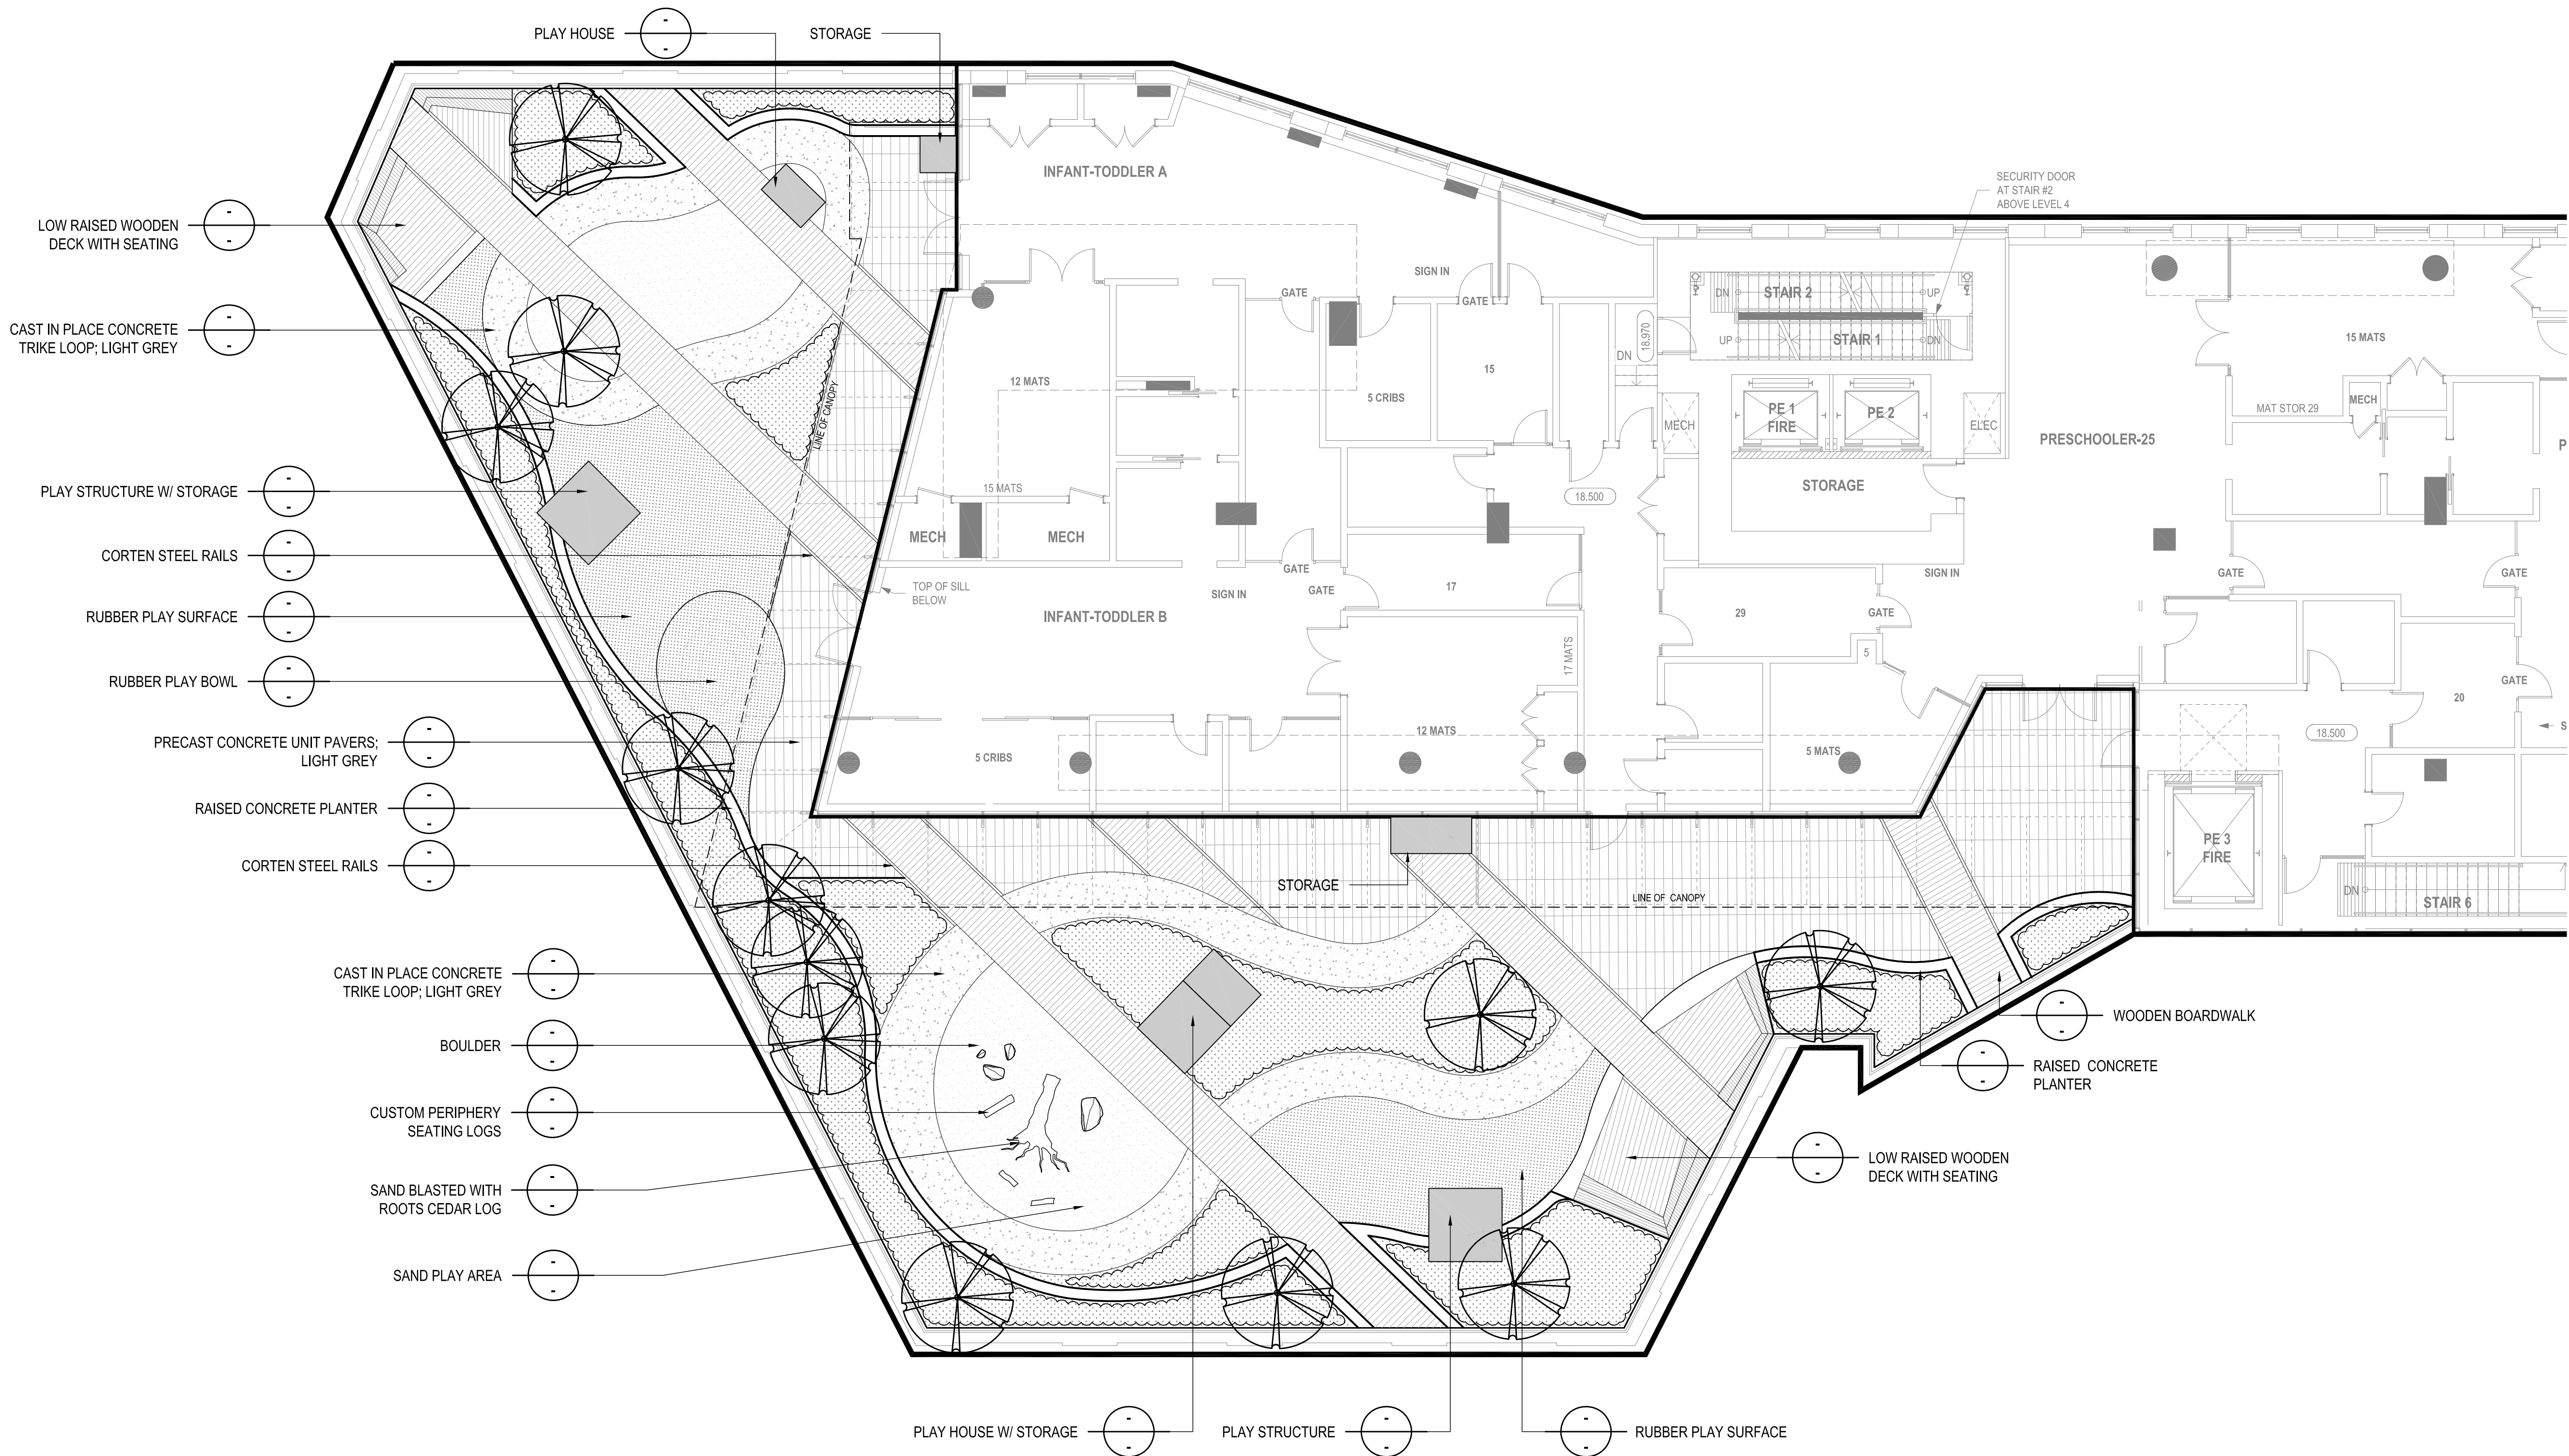 PLAY HOUSE
STORAGE
INFANT-TODDLER A
SECURITY DOOR
AT STAIR #2
ABOVE LEVEL 4
LOW RAISED WOODEN
DECK WITH SEATING
SIGN IN
GATE
GATE
DN
STAIR 2
UP
CAST IN PLACE CONCRETE
TRIKE LOOP; LIGHT GREY
18.970
DN
UP
STAIR 1
DN
15 MATS
12 MATS
15
5 CRIBS
LINE OF CANOPY
MECH
PE 1
FIRE
PE 2
ELEC
MAT STOR 29
MECH
PRESCHOOLER-25
P
PLAY STRUCTURE W/ STORAGE
15 MATS
18.500
STORAGE
CORTEN STEEL RAILS
MECH
MECH
GATE
SIGN IN
GATE
GATE
TOP OF SILL
BELOW
SIGN IN
GATE
17
RUBBER PLAY SURFACE
INFANT-TODDLER B
29
GATE
17 MATS
5
RUBBER PLAY BOWL
GATE
20
PRECAST CONCRETE UNIT PAVERS;
LIGHT GREY
12 MATS
5 CRIBS
5 MATS
18.500
S
RAISED CONCRETE PLANTER
PE 3
FIRE
CORTEN STEEL RAILS
STORAGE
LINE OF CANOPY
DN
STAIR 6
CAST IN PLACE CONCRETE
TRIKE LOOP; LIGHT GREY
WOODEN BOARDWALK
BOULDER
RAISED CONCRETE
PLANTER
CUSTOM PERIPHERY
SEATING LOGS
LOW RAISED WOODEN
DECK WITH SEATING
SAND BLASTED WITH
ROOTS CEDAR LOG
SAND PLAY AREA
PLAY HOUSE W/ STORAGE
PLAY STRUCTURE
RUBBER PLAY SURFACE